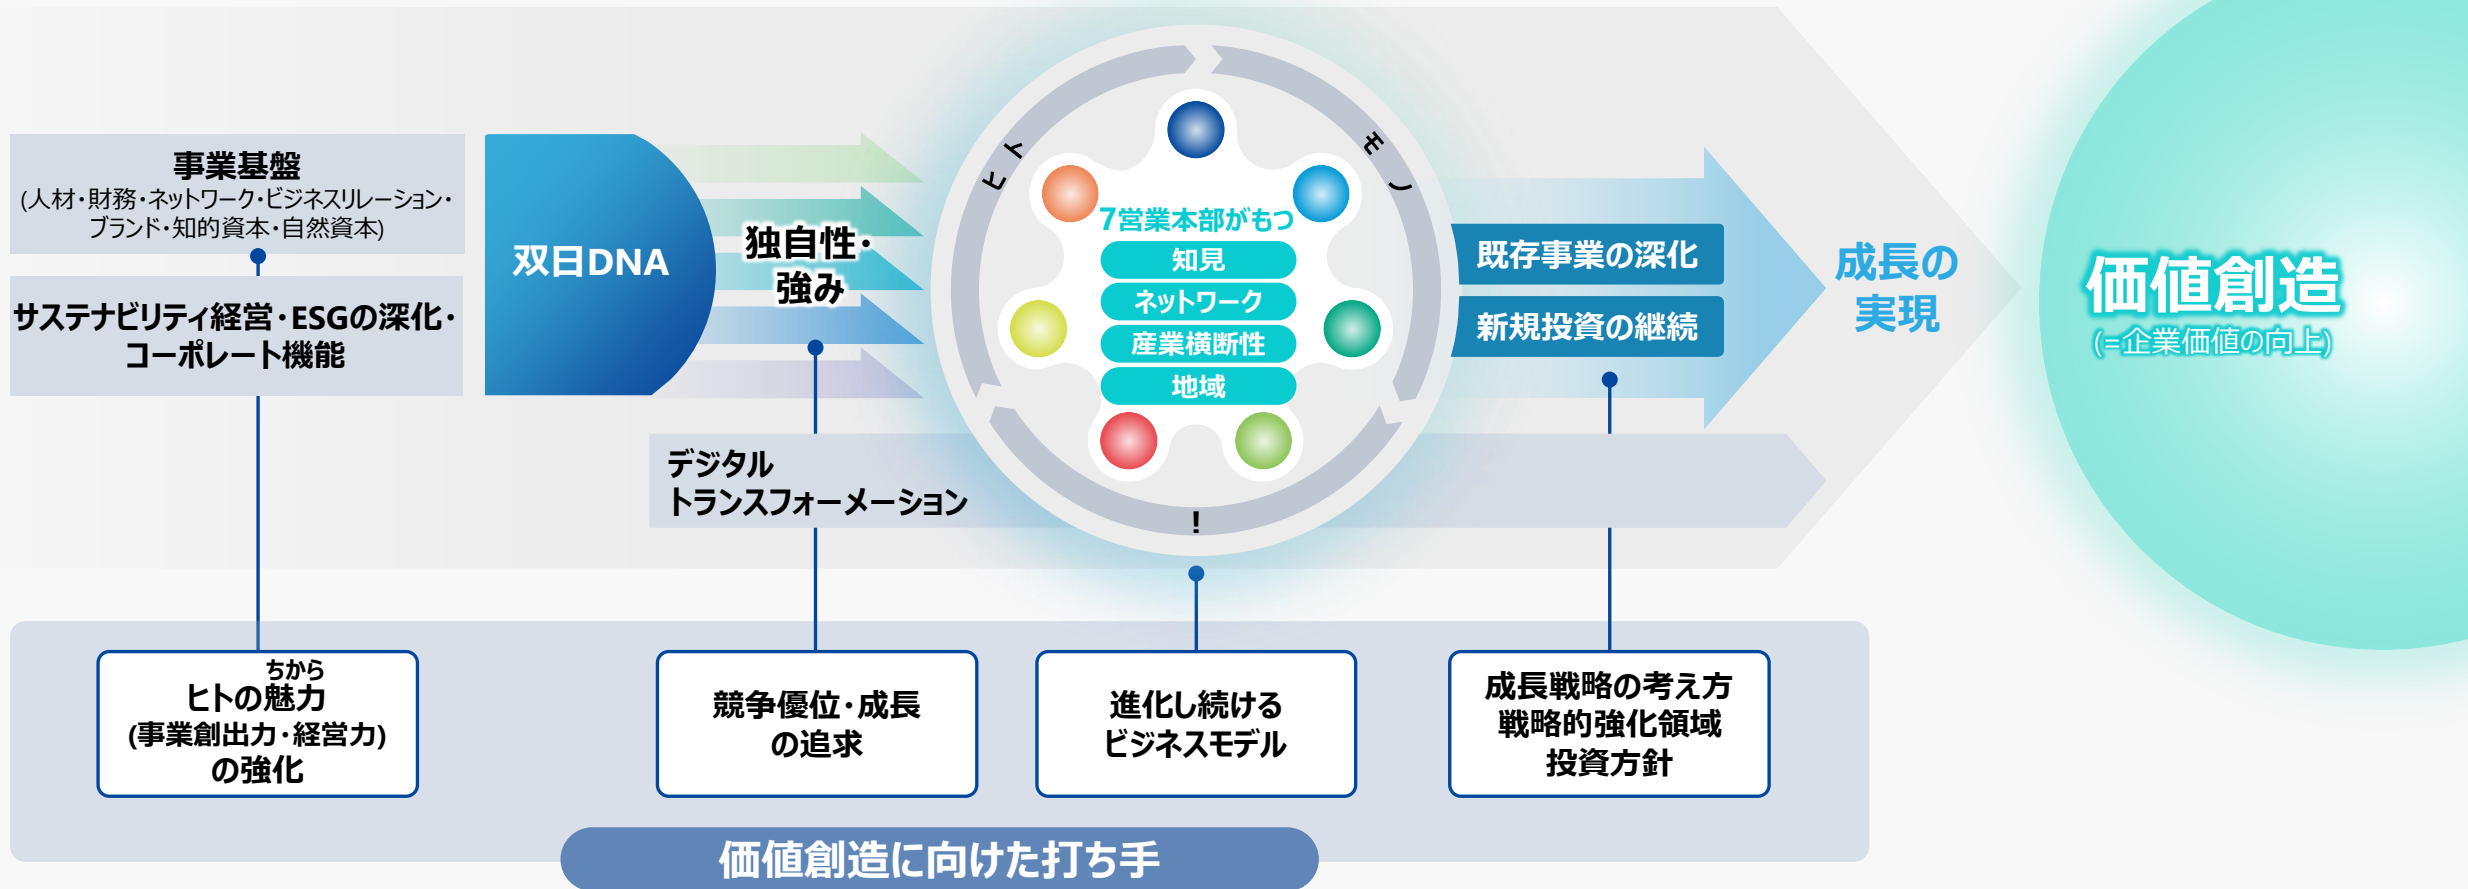 事業基盤
(人材・財務・ネットワーク・ビジネスリレーション・
ブランド・知的資本・自然資本)
サステナビリティ経営・ESGの深化・
コーポレート機能
双日DNA
独自性・
強み
デジタル
トランスフォーメーション
ヒト
モノ
!
7営業本部がもつ
知見
ネットワーク
産業横断性
地域
既存事業の深化
新規投資の継続
成長の
実現
価値創造
(=企業価値の向上)
ちから
ヒトの魅力
(事業創出力・経営力)
の強化
競争優位・成長
の追求
進化し続ける
ビジネスモデル
成長戦略の考え方
戦略的強化領域
投資方針
価値創造に向けた打ち手